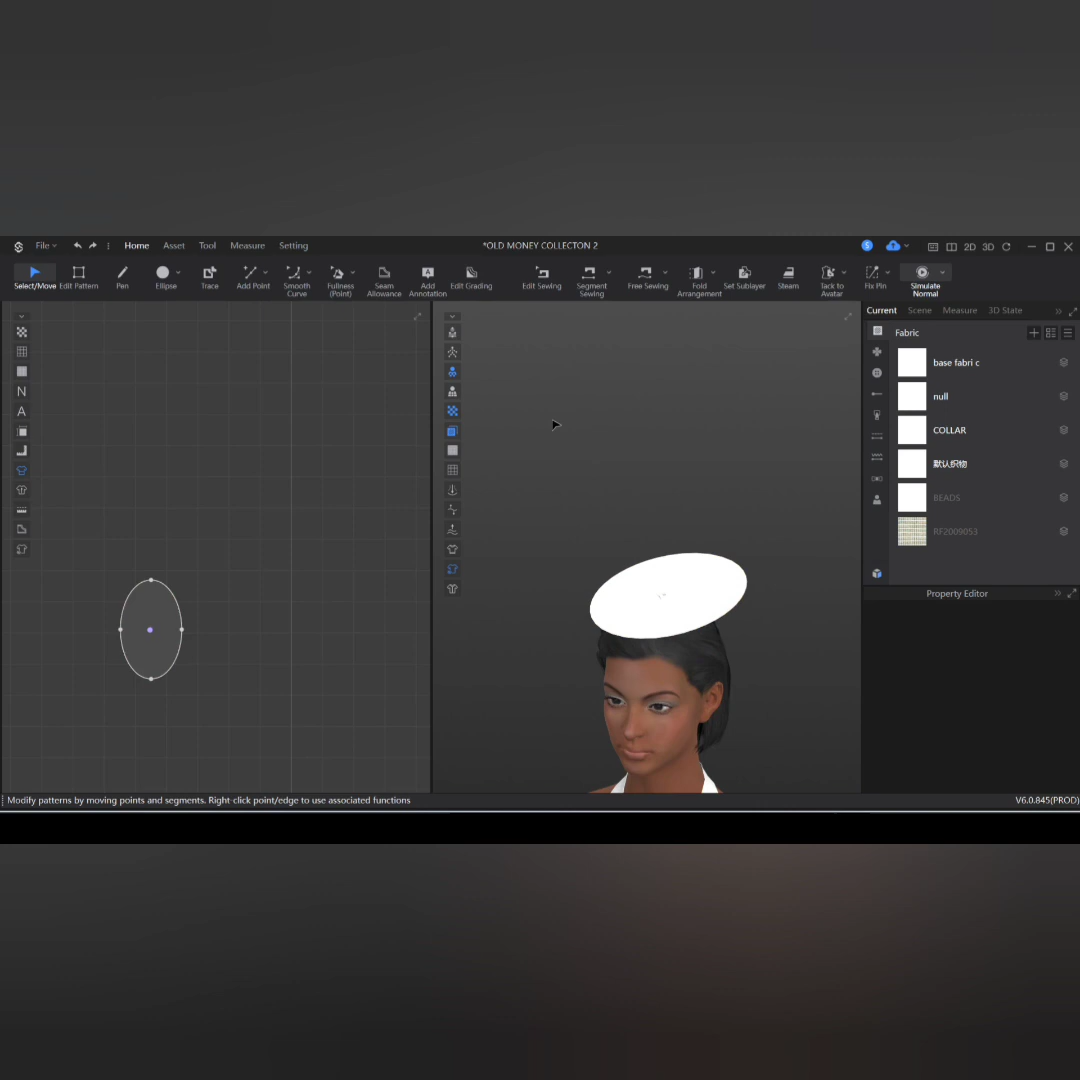 File
Home Asset Tool Measure Setting
*OLD MONEY COLLECTON 2
S
2D 3D
Select/Move Edit Pattern Pen Ellipse Trace Add Point Smooth Curve Fullness (Point) Seam Allowance Add Annotation Edit Grading Edit Sewing Segment Sewing Free Sewing Fold Arrangement Set Sublayer Steam Tack to Avatar Fix Pin Simulate Normal
Current Scene Measure 3D State
Fabric
base fabri c
null
COLLAR
默认织物
BEADS
RF2009053
N
A
Property Editor
Modify patterns by moving points and segments. Right-click point/edge to use associated functions
V6.0.845(PROD)